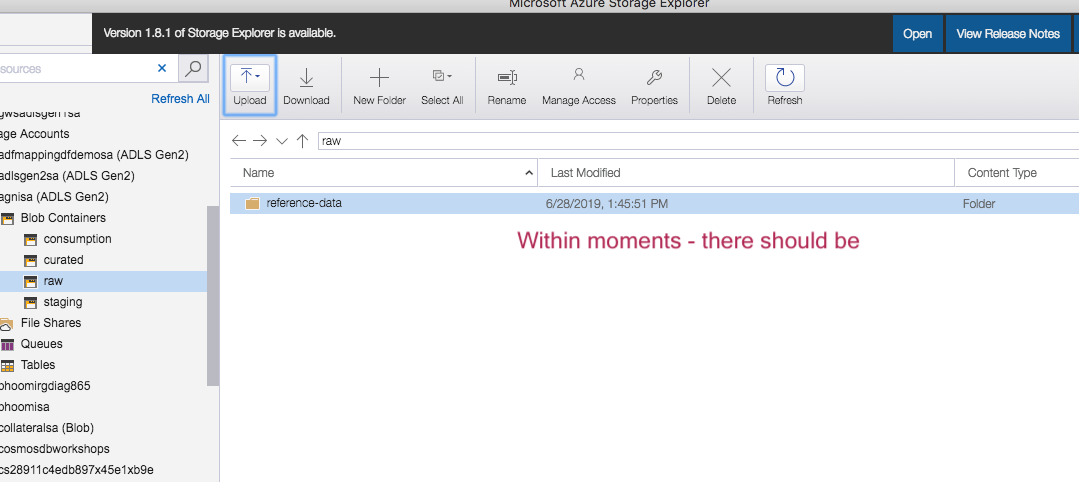 Microsoft Azure Storage Explorer
Version 1.8.1 of Storage Explorer is available.
Open
View Release Notes
sources
Refresh All
Upload
Download
New Folder
Select All
Rename
Manage Access
Properties
Delete
Refresh
gwsadlsgen1sa
age Accounts
adfmappingdfdemosa (ADLS Gen2)
adlsgen2sa (ADLS Gen2)
agnisa (ADLS Gen2)
Blob Containers
consumption
curated
raw
staging
File Shares
Queues
Tables
bhoomirgdiag865
bhoomisa
collateralsa (Blob)
cosmosdbworkshops
cs28911c4edb897x45e1xb9e
raw
Name
Last Modified
Content Type
reference-data
6/28/2019, 1:45:51 PM
Folder
Within moments - there should be